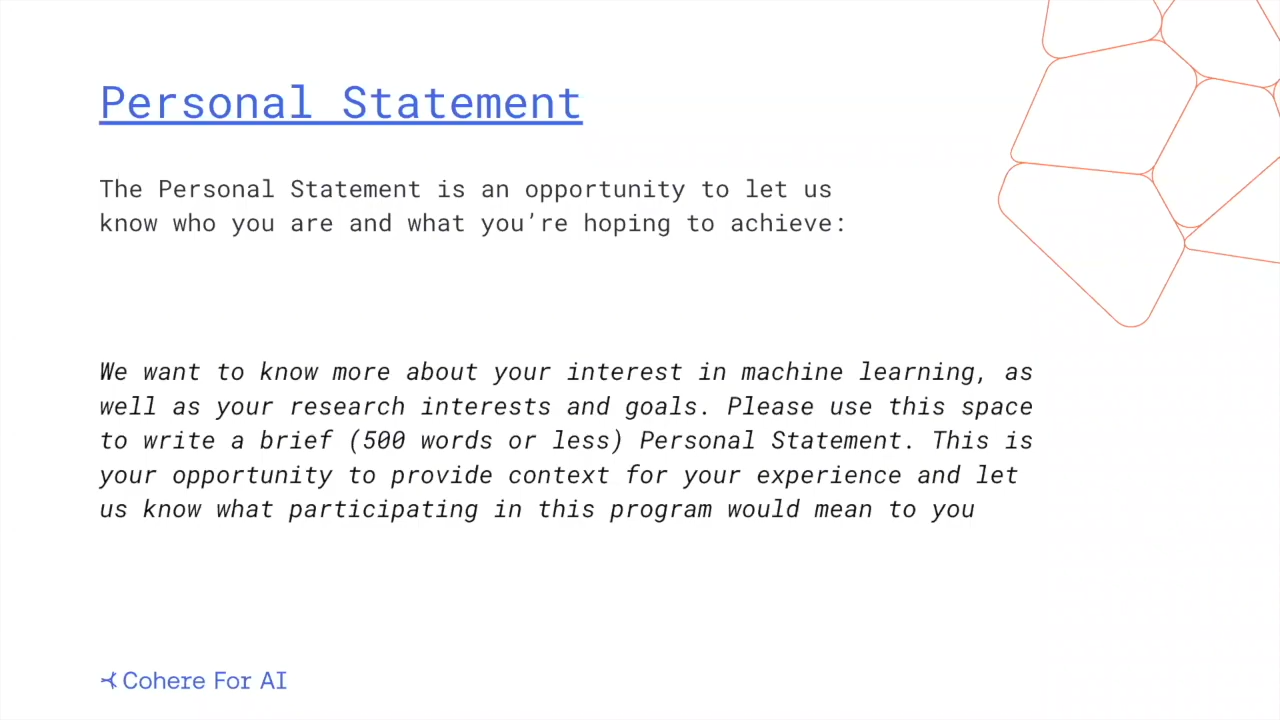 Personal Statement
The Personal Statement is an opportunity to let us
know who you are and what you’re hoping to achieve:
We want to know more about your interest in machine learning, as
well as your research interests and goals. Please use this space
to write a brief (500 words or less) Personal Statement. This is
your opportunity to provide context for your experience and let
us know what participating in this program would mean to you
Cohere For AI